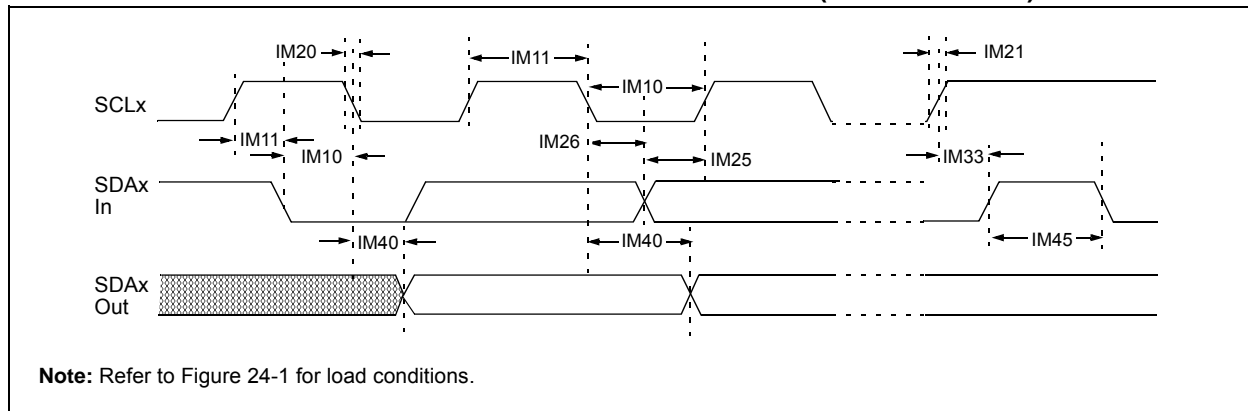 IM20
IM11
IM21
IM10
SCLx
IM11
IM10
IM26
IM25
IM33
SDAx
In
IM40
IM40
IM45
SDAx
Out
Note: Refer to Figure 24-1 for load conditions.